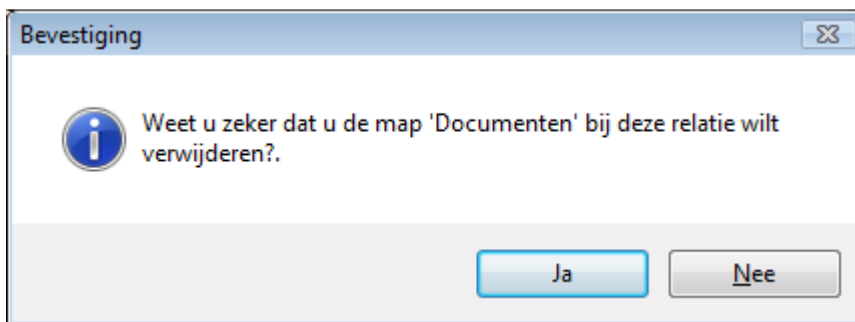 Bevestiging
Weet u zeker dat u de map 'Documenten' bij deze relatie wilt
verwijderen?.
Ja
Nee